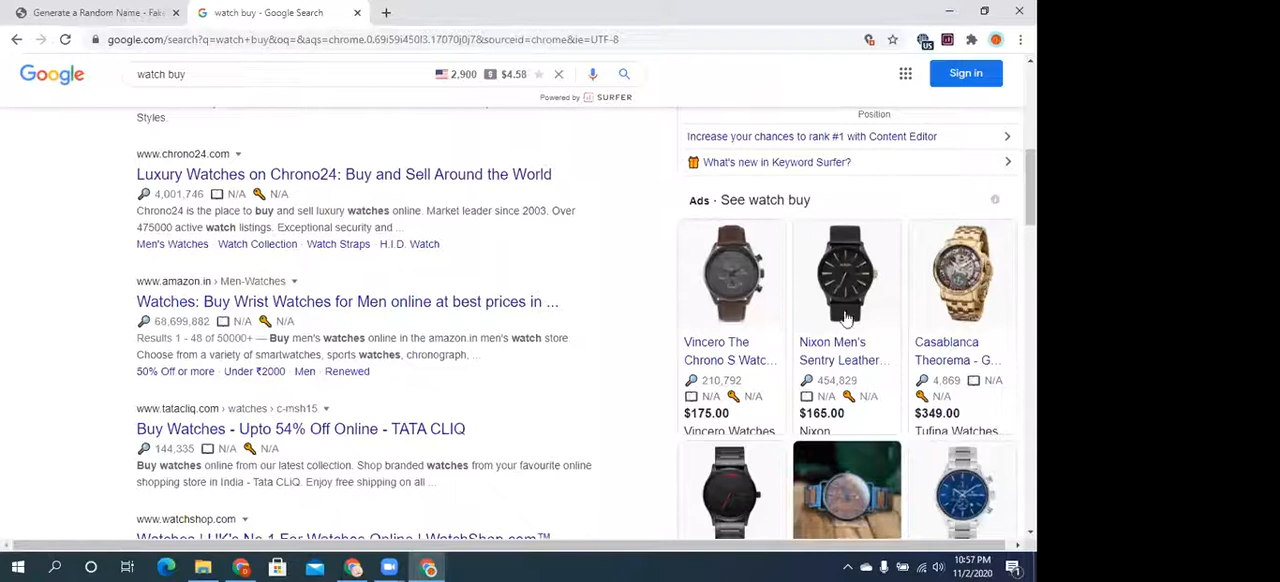 Generate a Random Name - Fak
watch buy - Google Search
google.com/search?q=watch+buy&oq=&aqs=chrome.0.69i59i450l3.17070j0j7&sourceid=chrome&ie=UTF-8
US
Google
watch buy
2,900
$4.58
Sign in
Powered by SURFER
Styles.
www.chrono24.com
Luxury Watches on Chrono24: Buy and Sell Around the World
4,001,746 N/A N/A
Chrono24 is the place to buy and sell luxury watches online. Market leader since 2003. Over
475000 active watch listings. Exceptional security and ...
Men's Watches · Watch Collection · Watch Straps · H.I.D. Watch
www.amazon.in › Men-Watches
Watches: Buy Wrist Watches for Men online at best prices in ...
68,699,882 N/A N/A
Results 1 - 48 of 50000+ — Buy men's watches online in the amazon.in men's watch store
Choose from a variety of smartwatches, sports watches, chronograph, ...
50% Off or more · Under ₹2000 · Men · Renewed
www.tatacliq.com › watches › c-msh15
Buy Watches - Upto 54% Off Online - TATA CLIQ
144,335 N/A N/A
Buy watches online from our latest collection. Shop branded watches from your favourite online
shopping store in India - Tata CLiQ. Enjoy free shipping on all ...
www.watchshop.com
Watches | UK's No.1 For Watches Online | WatchShop.com™
Position
Increase your chances to rank #1 with Content Editor
What's new in Keyword Surfer?
Ads · See watch buy
Vincero The
Chrono S Watc...
210,792
N/A N/A
$175.00
Vincero Watches
Nixon Men's
Sentry Leather...
454,829
N/A N/A
$165.00
Nixon
Casablanca
Theorema - G...
4,869 N/A
N/A
$349.00
Tufina Watches
10:57 PM
11/2/2020
1